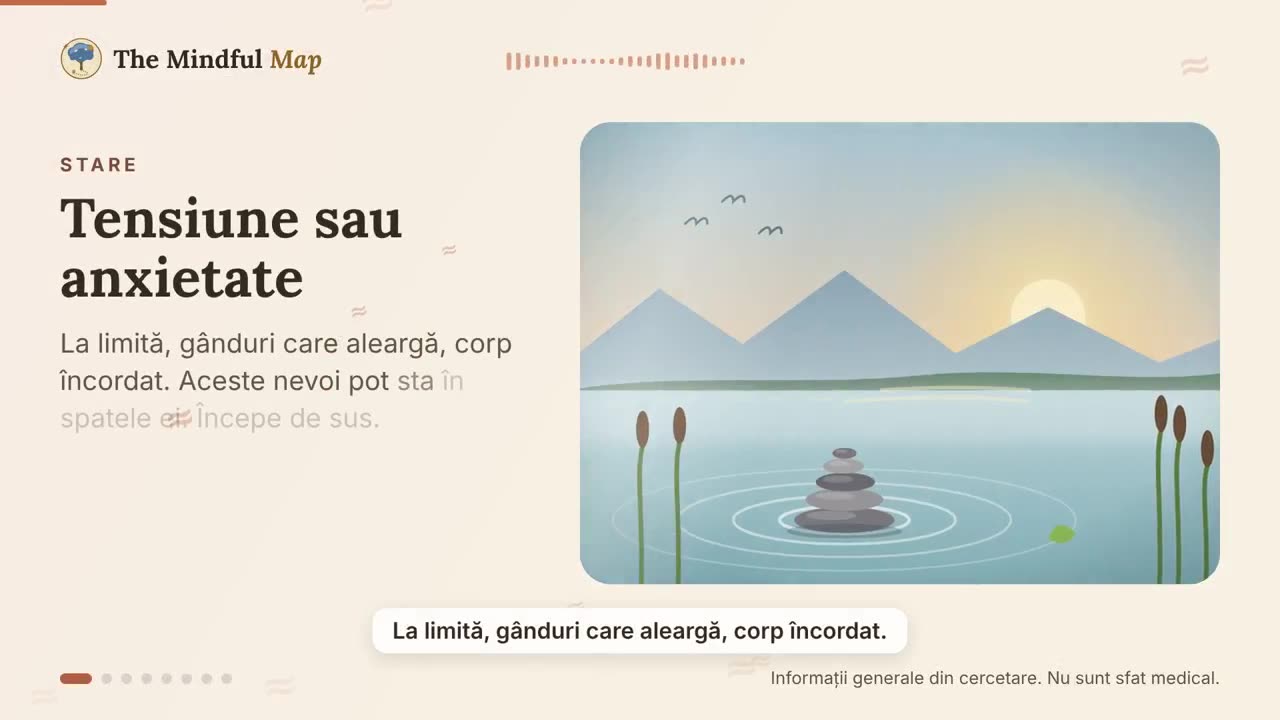 The Mindful Map
STARE
Tensiune sau
anxietate
La limită, gânduri care aleargă, corp
încordat. Aceste nevoi pot sta în
spatele ei. Începe de sus.
La limită, gânduri care aleargă, corp încordat.
Informații generale din cercetare. Nu sunt sfat medical.